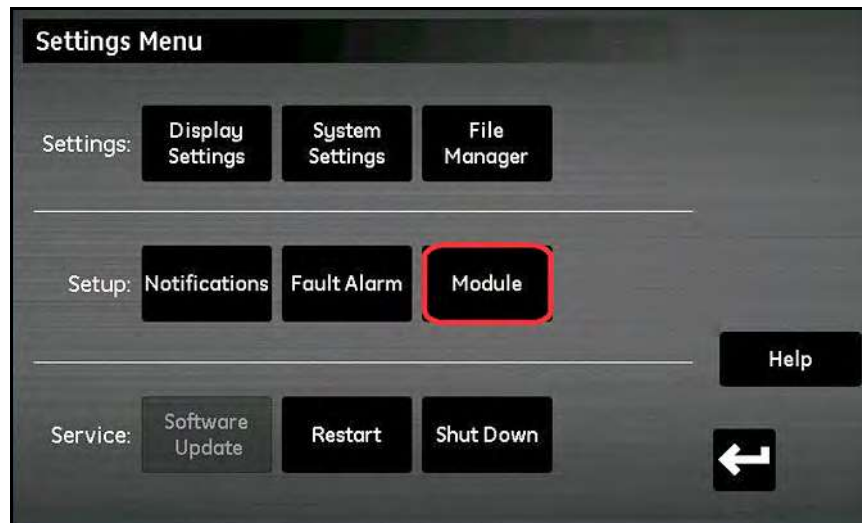 Settings Menu
Settings:
Display
Settings
System
Settings
File
Manager
Setup:
Notifications
Fault Alarm
Module
Help
Service:
Software
Update
Restart
Shut Down